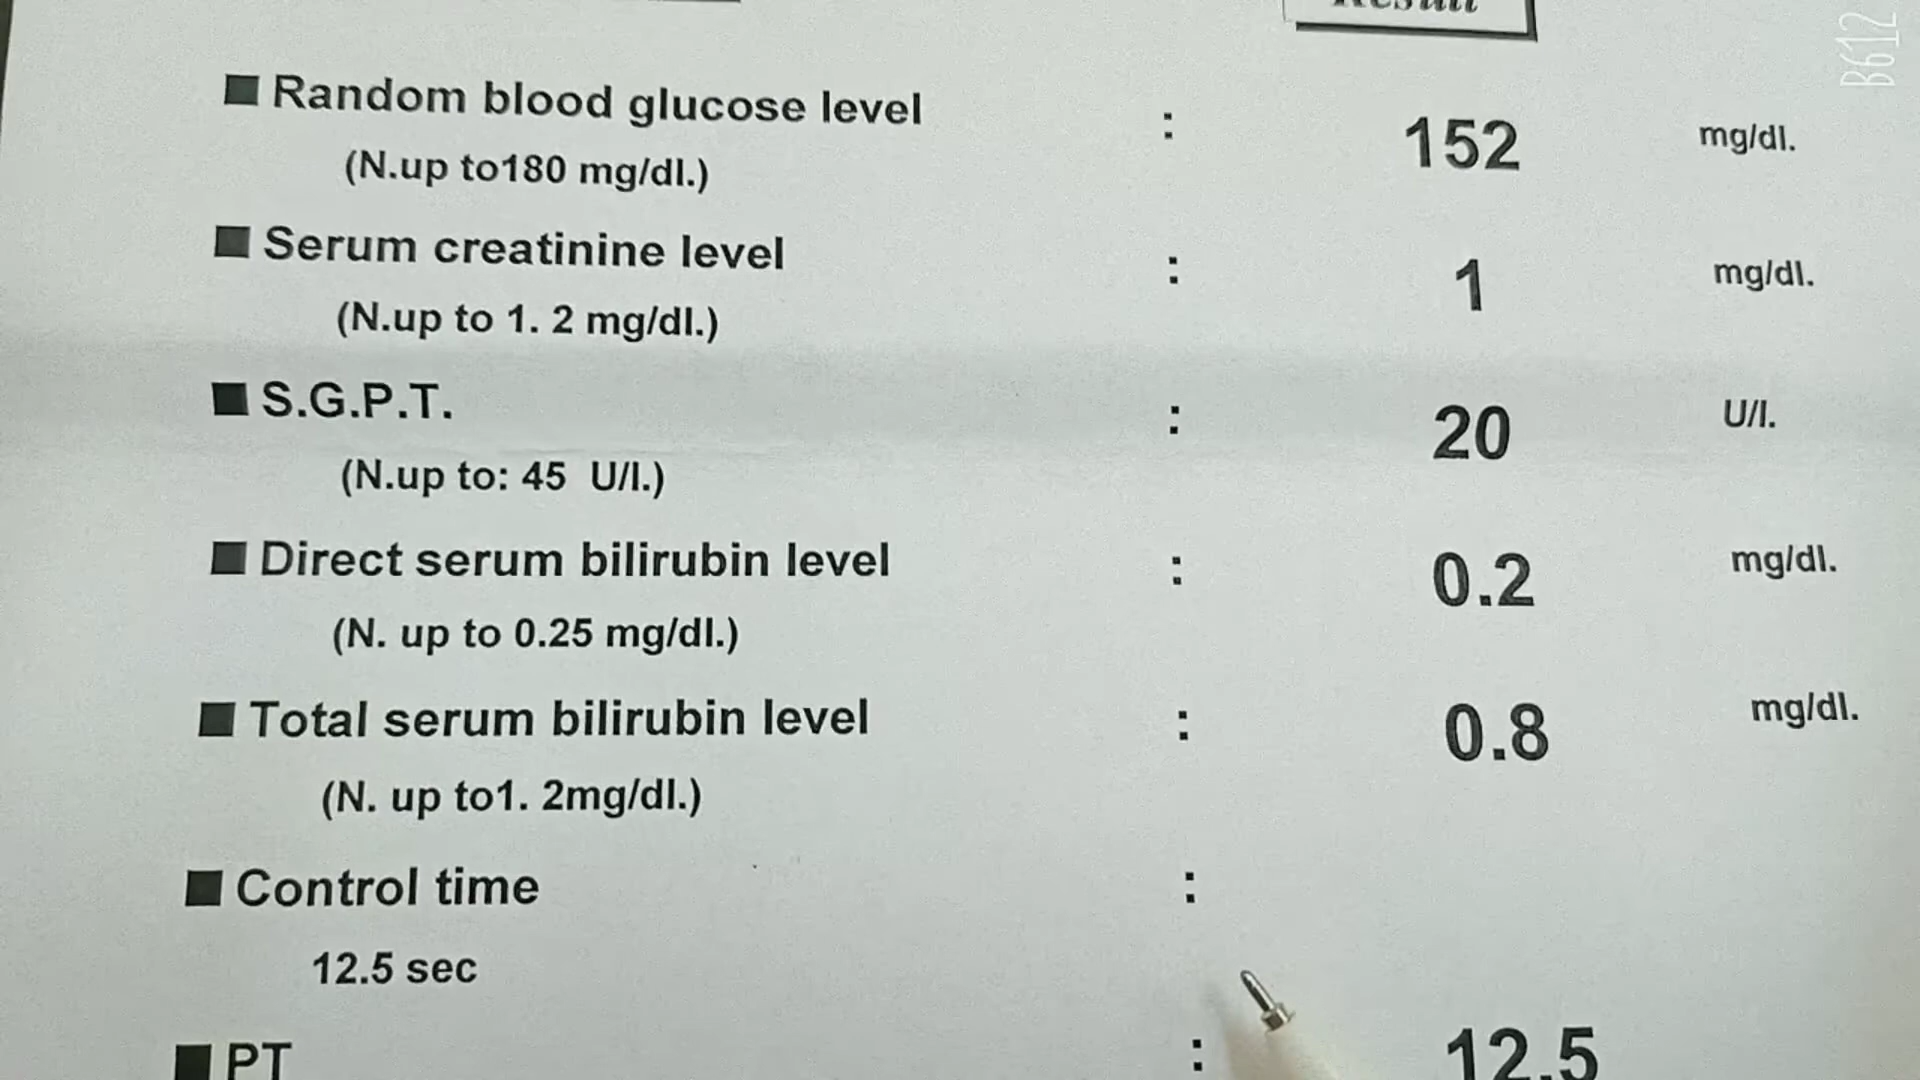 Result
■ Random blood glucose level : 152 mg/dl.
(N.up to180 mg/dl.)
■ Serum creatinine level : 1 mg/dl.
(N.up to 1. 2 mg/dl.)
■ S.G.P.T. : 20 U/l.
(N.up to: 45 U/l.)
■ Direct serum bilirubin level : 0.2 mg/dl.
(N. up to 0.25 mg/dl.)
■ Total serum bilirubin level : 0.8 mg/dl.
(N. up to1. 2mg/dl.)
■ Control time :
12.5 sec
■ PT : 12.5
B612